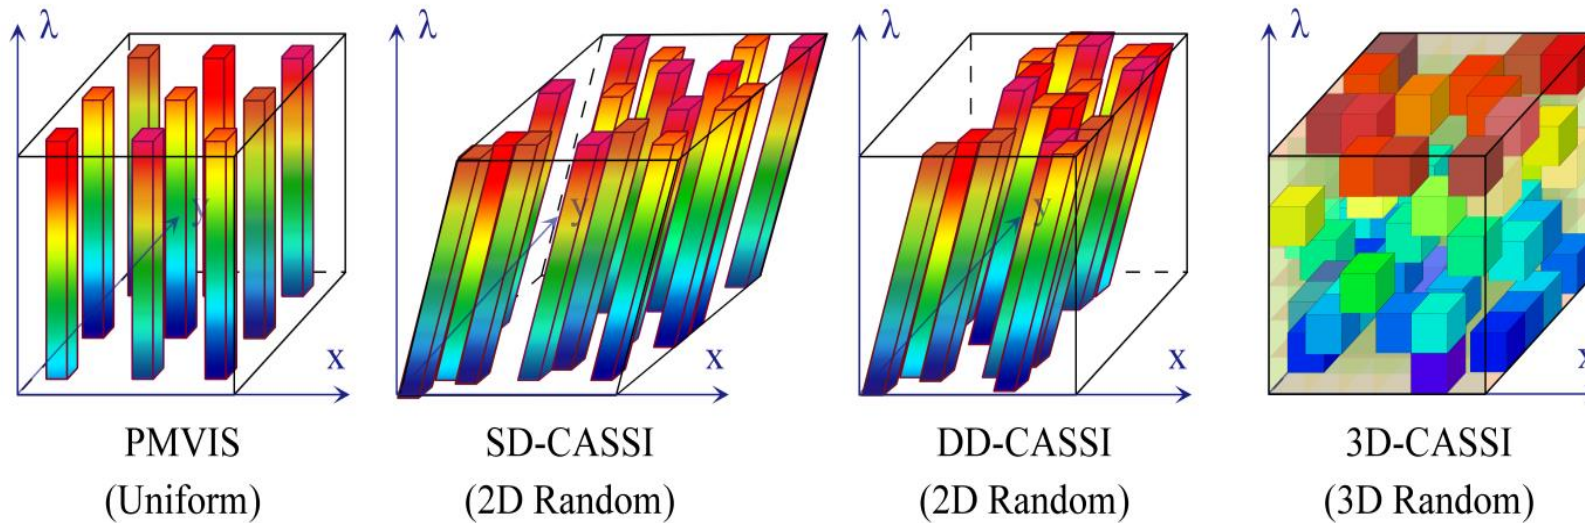 λ λ λ λ
y y y
x x x x
PMVIS SD-CASSI DD-CASSI 3D-CASSI
(Uniform) (2D Random) (2D Random) (3D Random)